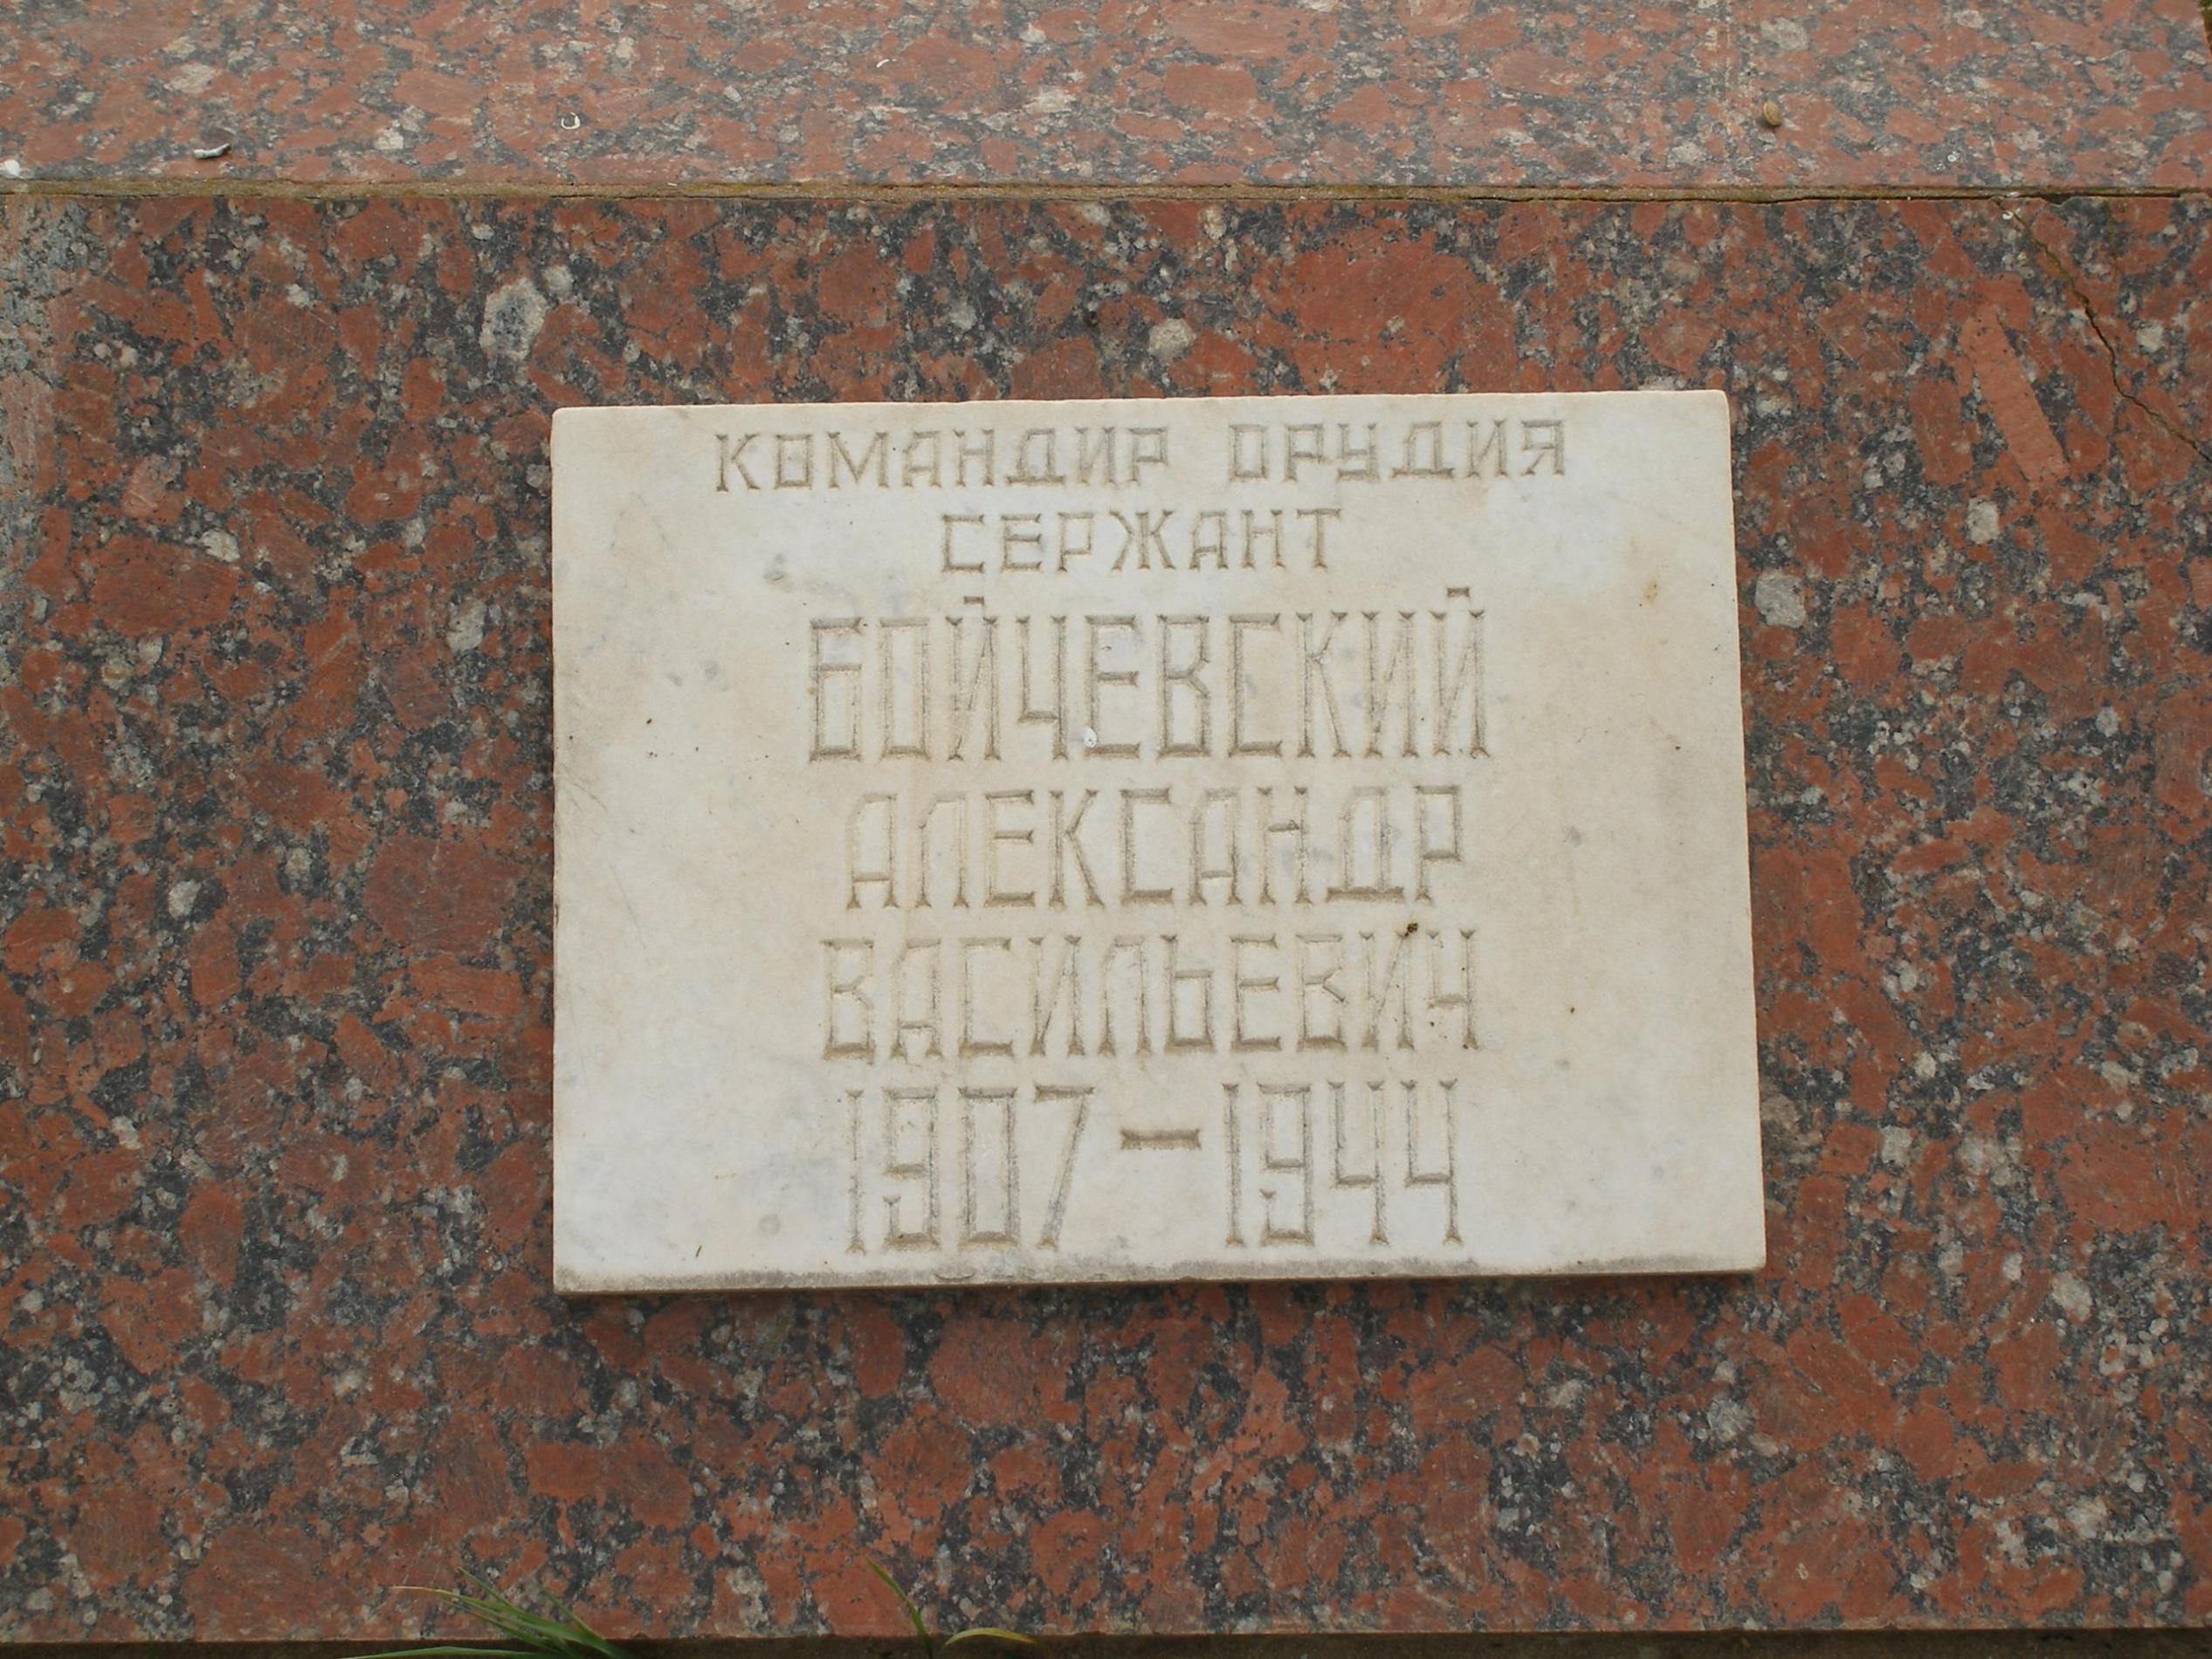 КОМАНДИР ОРУДИЯ
СЕРЖАНТ
БОЙЧЕВСКИЙ
АЛЕКСАНДР
ВАСИЛЬЕВИЧ
1907-1944